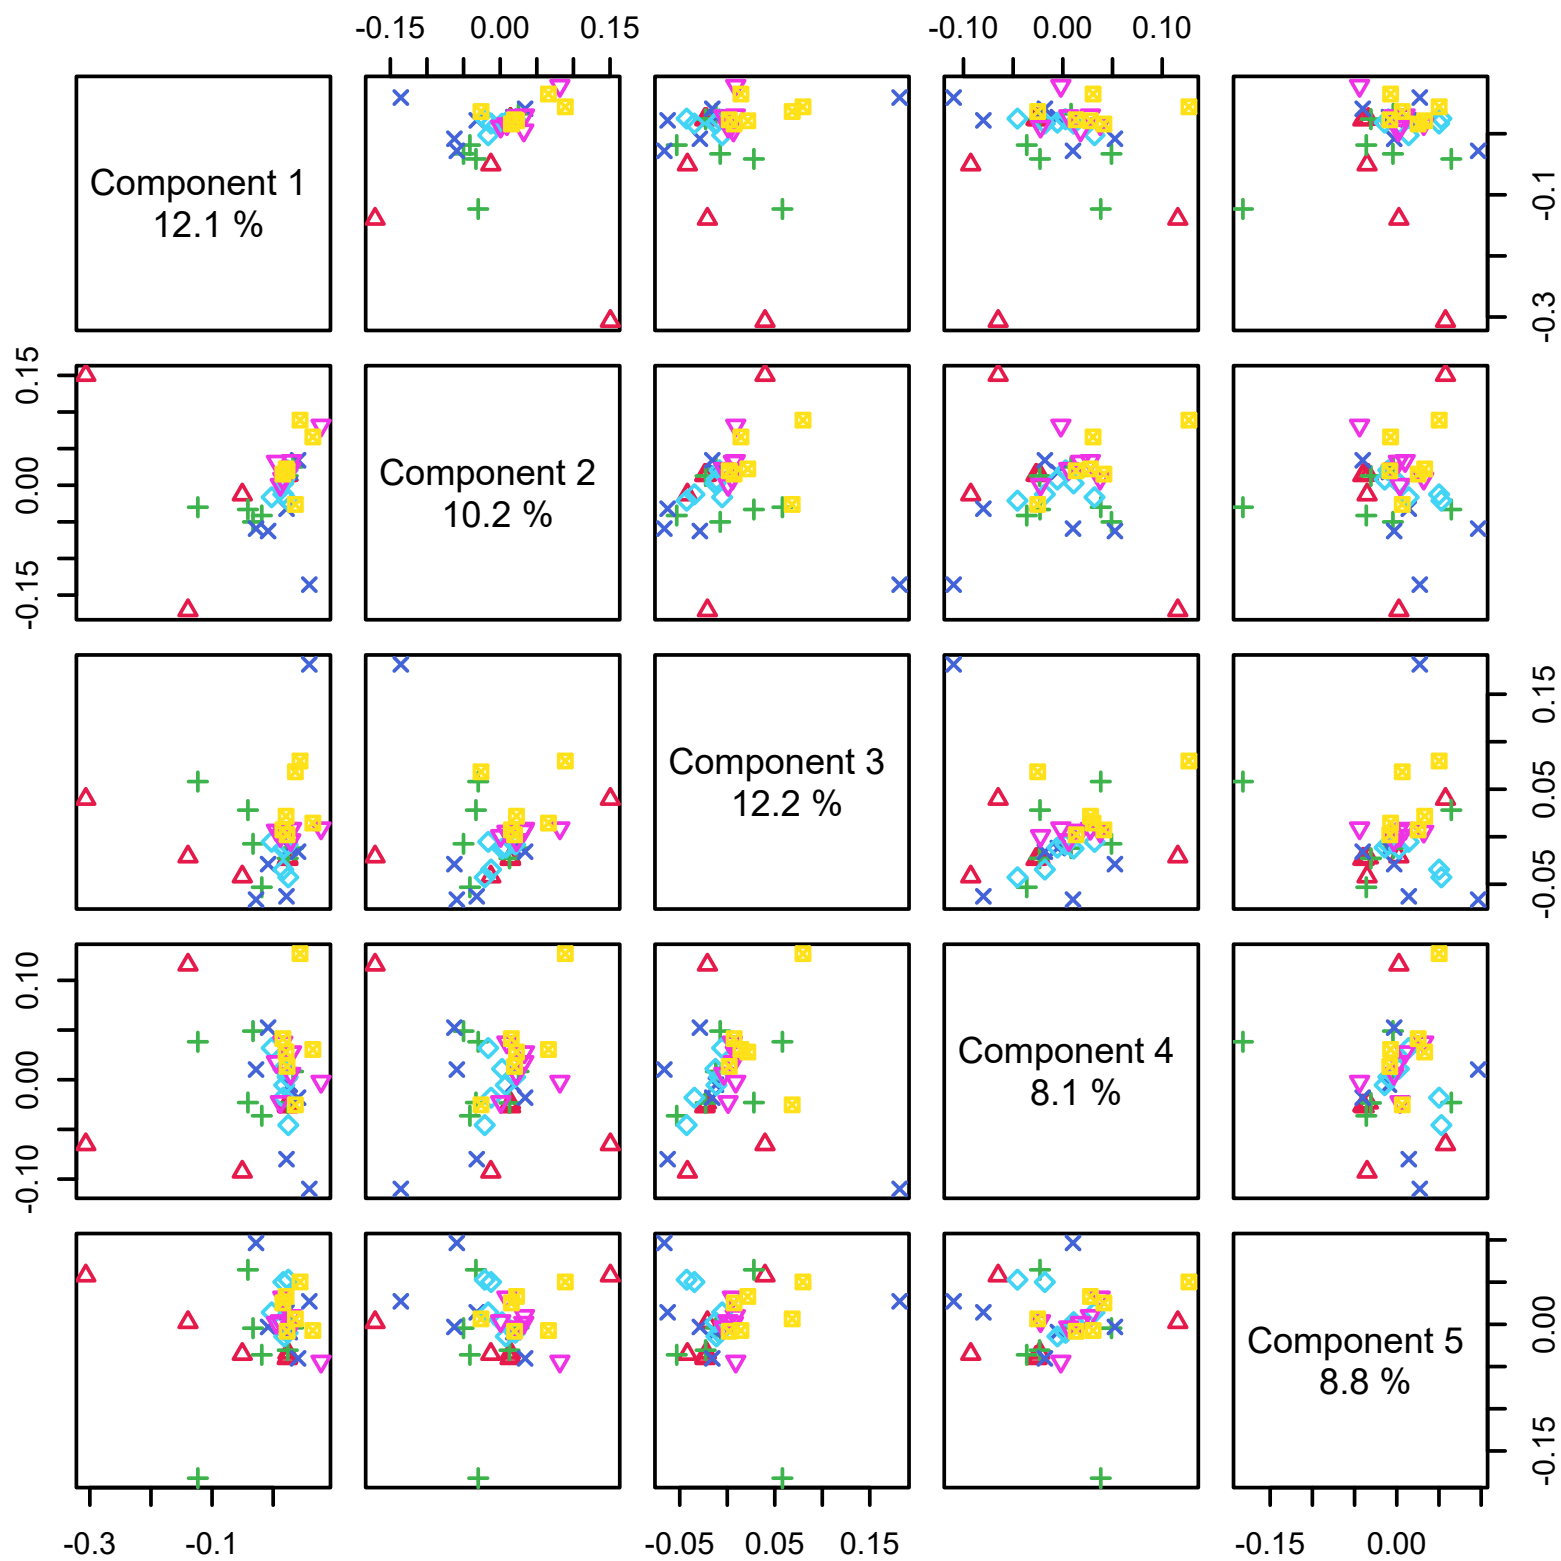 -0.15 0.00 0.15
-0.10 0.00 0.10
Component 1
12.1 %
-0.1
-0.3
0.15
0.00
-0.15
Component 2
10.2 %
Component 3
12.2 %
0.15
0.05
-0.05
0.10
0.00
-0.10
Component 4
8.1 %
Component 5
8.8 %
0.00
-0.15
-0.3 -0.1
-0.05 0.05 0.15
-0.15 0.00